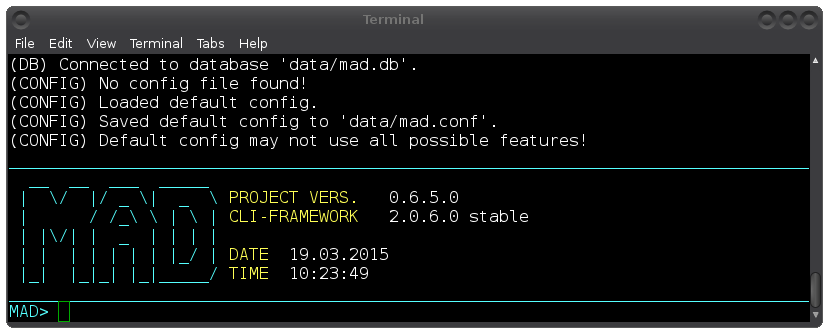 Terminal
File Edit View Terminal Tabs Help
(DB) Connected to database 'data/mad.db'.
(CONFIG) No config file found!
(CONFIG) Loaded default config.
(CONFIG) Saved default config to 'data/mad.conf'.
(CONFIG) Default config may not use all possible features!
MAD
PROJECT VERS. 0.6.5.0
CLI-FRAMEWORK 2.0.6.0 stable
DATE 19.03.2015
TIME 10:23:49
MAD>